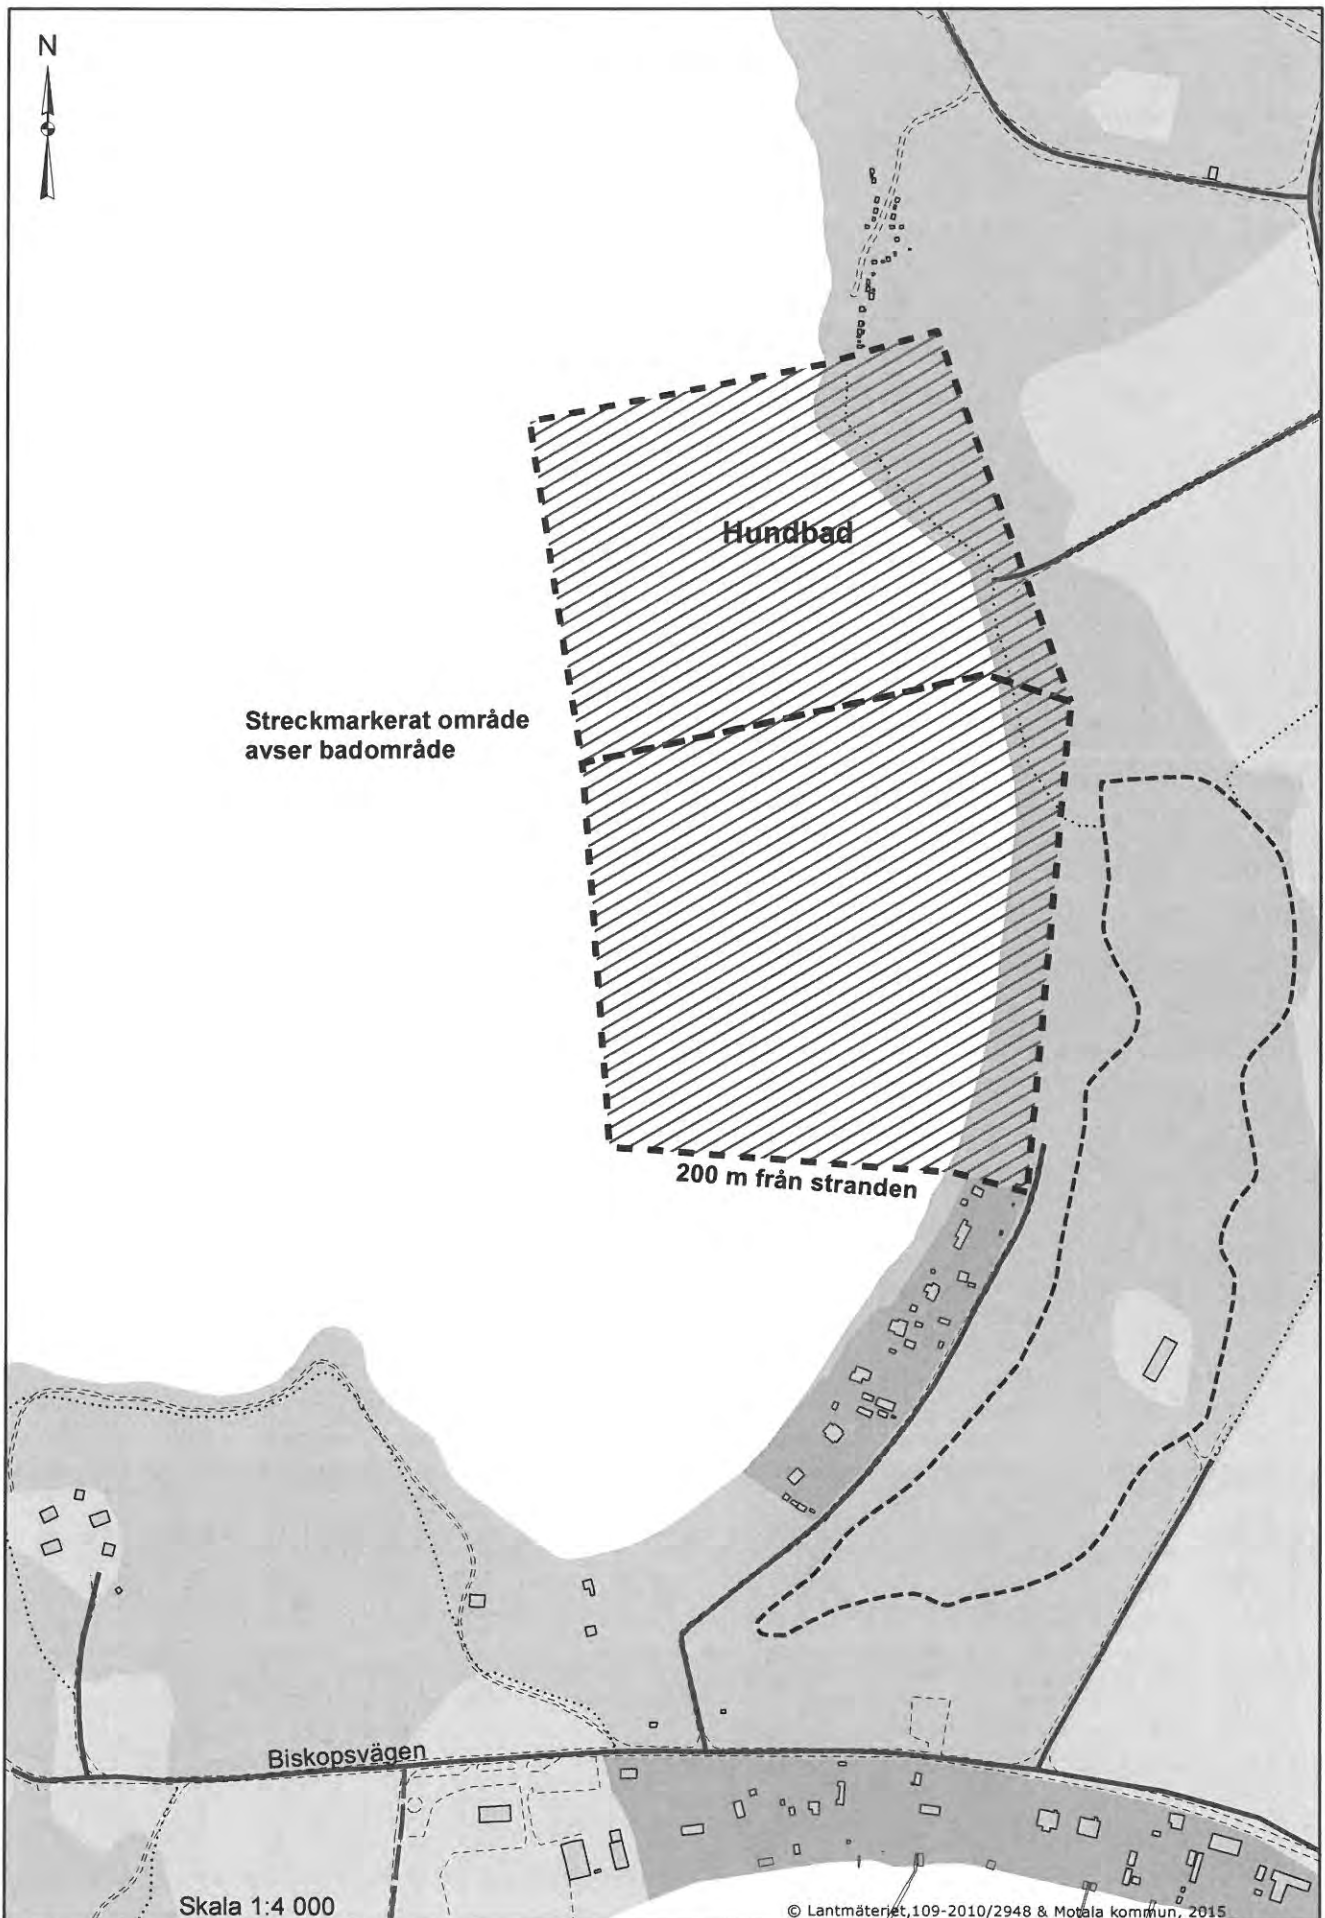 N
Hundbad
Streckmarkerat område
avser badområde
200 m från stranden
Biskopsvägen
Skala 1:4 000
© Lantmäteriet,109-2010/2948 & Motala kommun, 2015